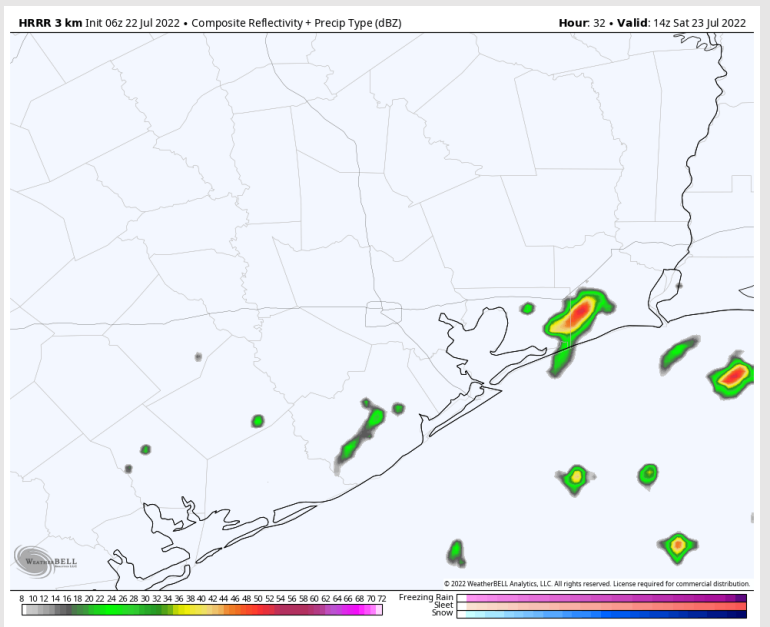 HRRR 3 km Init 06z 22 Jul 2022 • Composite Reflectivity + Precip Type (dBZ)
Hour: 32 • Valid: 14z Sat 23 Jul 2022
WEATHERBELL
© 2022 WeatherBELL Analytics, LLC. All rights reserved. License required for commercial distribution.
8 10 12 14 16 18 20 22 24 26 28 30 32 34 36 38 40 42 44 46 48 50 52 54 56 58 60 62 64 66 68 70 72
Freezing Rain
Sleet
Snow